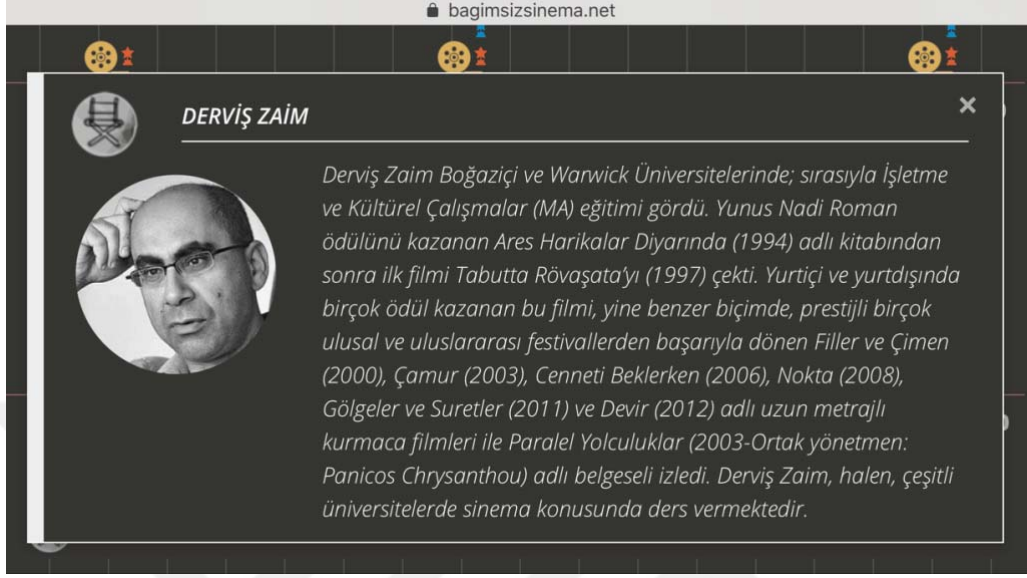 bagimsizsinema.net
DERVİŞ ZAİM
Derviş Zaim Boğaziçi ve Warwick Üniversitelerinde; sırasıyla İşletme
ve Kültürel Çalışmalar (MA) eğitimi gördü. Yunus Nadi Roman
ödülünü kazanan Ares Harikalar Diyarında (1994) adlı kitabından
sonra ilk filmi Tabutta Rövaşata'yı (1997) çekti. Yurtiçi ve yurtdışında
birçok ödül kazanan bu filmi, yine benzer biçimde, prestijli birçok
ulusal ve uluslararası festivallerden başarıyla dönen Filler ve Çimen
(2000), Çamur (2003), Cenneti Beklerken (2006), Nokta (2008),
Gölgeler ve Suretler (2011) ve Devir (2012) adlı uzun metrajlı
kurmaca filmleri ile Paralel Yolculuklar (2003-Ortak yönetmen:
Panicos Chrysanthou) adlı belgeseli izledi. Derviş Zaim, halen, çeşitli
üniversitelerde sinema konusunda ders vermektedir.